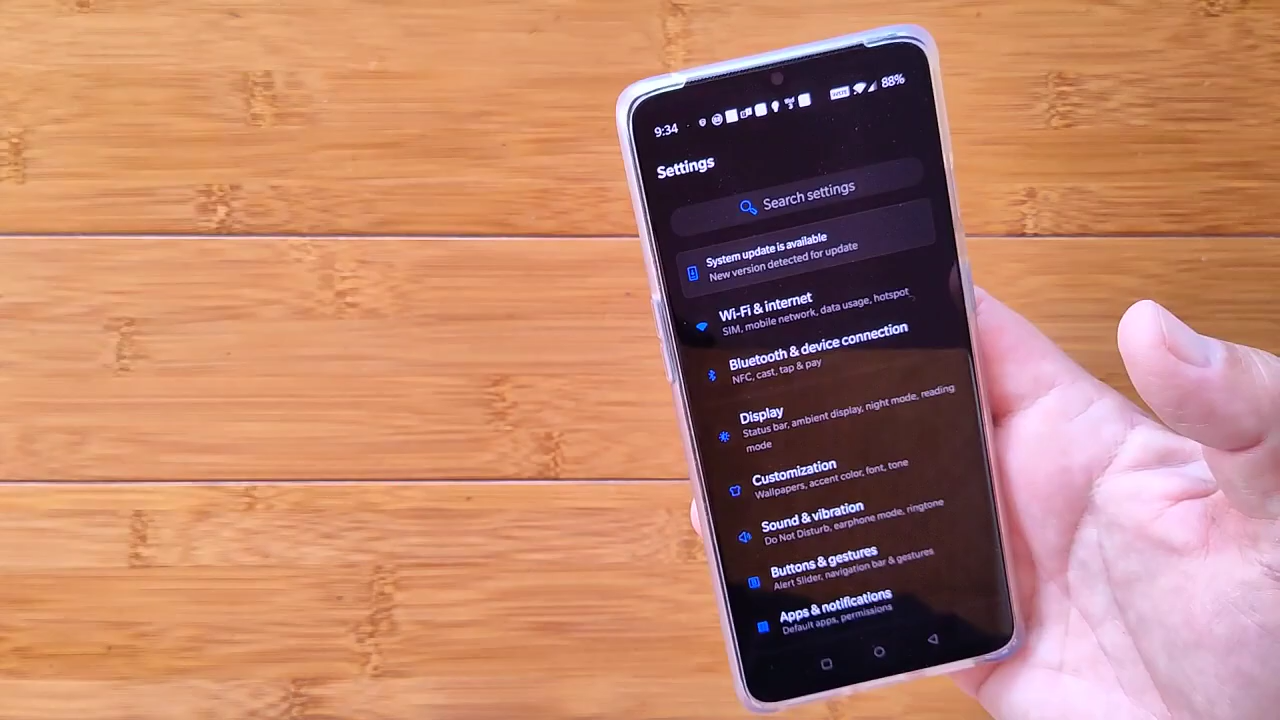 9:34 88%
Settings
Search settings
System update is available
New version detected for update
Wi-Fi & internet
SIM, mobile network, data usage, hotspot
Bluetooth & device connection
NFC, cast, tap & pay
Display
Status bar, ambient display, night mode, reading
mode
Customization
Wallpapers, accent color, font, tone
Sound & vibration
Do Not Disturb, earphone mode, ringtone
Buttons & gestures
Alert Slider, navigation bar & gestures
Apps & notifications
Default apps, permissions